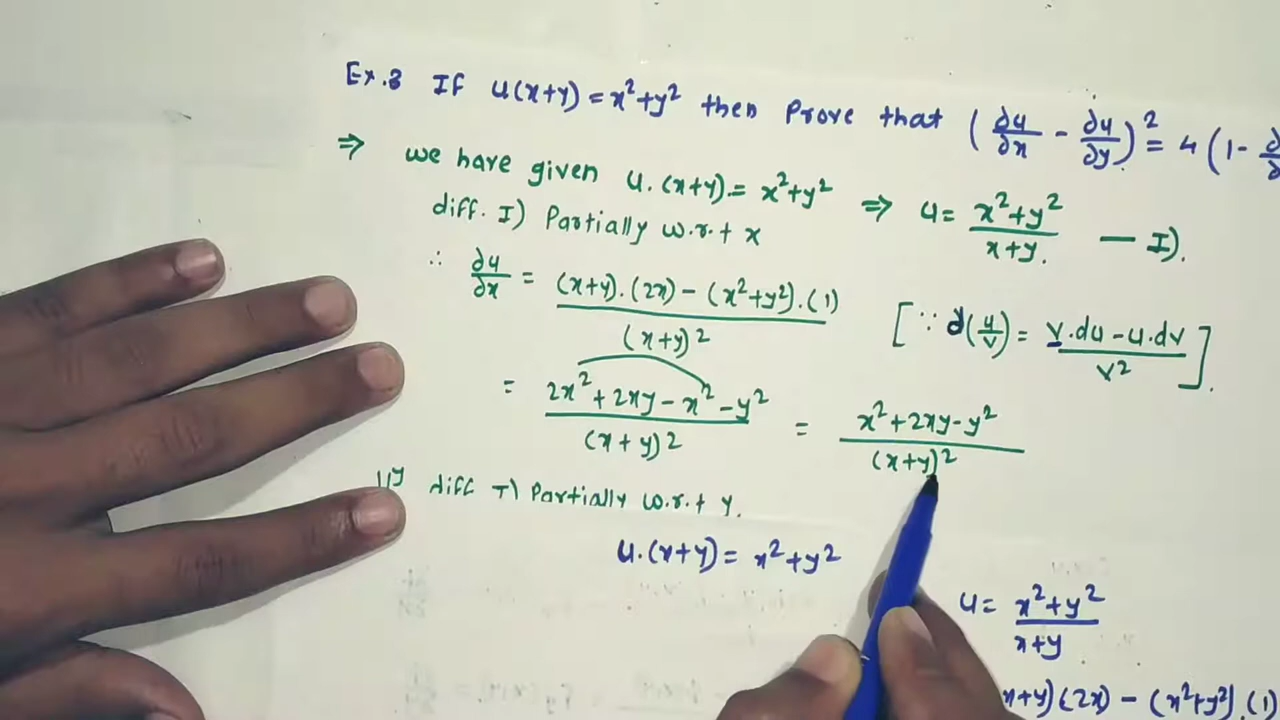 Ex.8 If u(x+y) = x²+y² then Prove that (∂u/∂x - ∂u/∂y)² = 4(1 - ∂
⇒ we have given u.(x+y) = x²+y² ⇒ u = x²+y² / x+y. — I).
diff. I) Partially w.r.t x
∴ ∂u/∂x = (x+y).(2x) - (x²+y²).(1) / (x+y)² [∵ d(u/v) = v.du - u.dv / v²].
= 2x²+2xy-x²-y² / (x+y)² = x²+2xy-y² / (x+y)²
lly diff I) Partially w.r.t y.
u.(x+y) = x²+y²
u = x²+y² / x+y
x+y)(2x) - (x²+y²).(1)